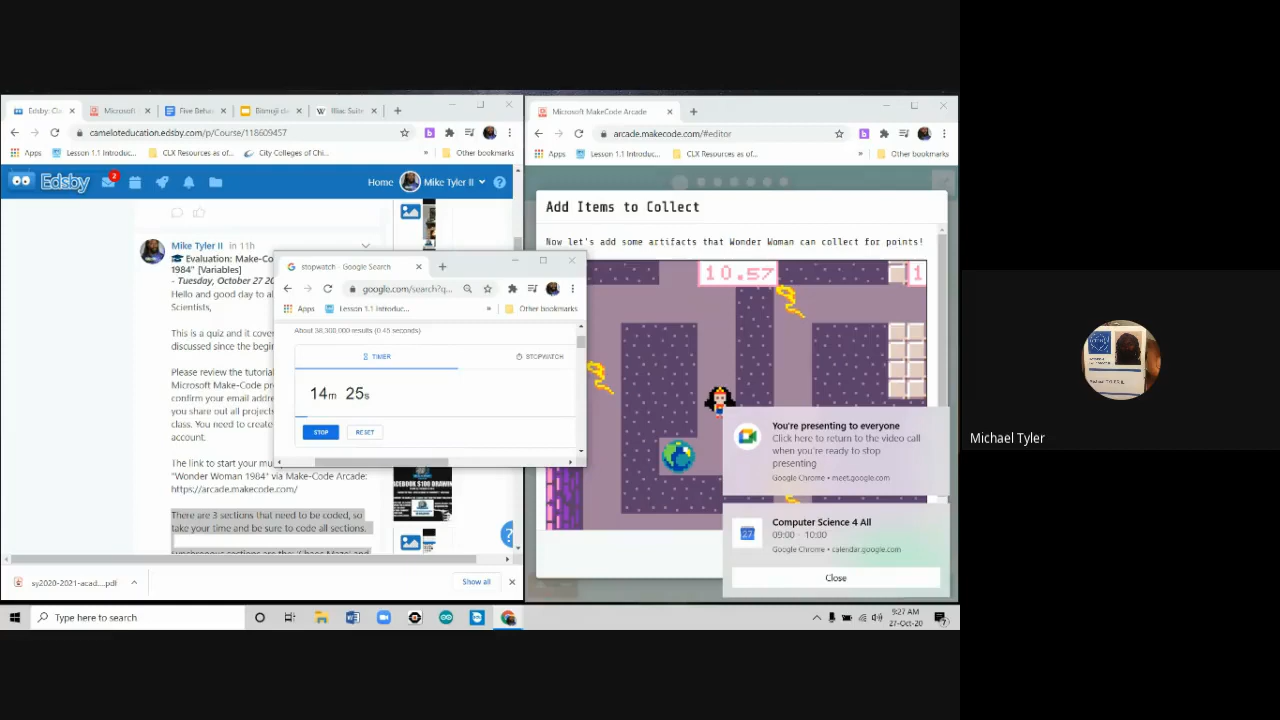 Edsby: Cl
Microsoft
Five Beha
Bitmoji cl
Illiac Suite
cameloteducation.edsby.com/p/Course/118609457
Apps
Lesson 1.1 Introduc...
CLX Resources as of...
City Colleges of Chi...
»
Other bookmarks
Edsby
2
Home
Mike Tyler II
Mike Tyler II in 11h
Evaluation: Make-Co
1984" [Variables]
- Tuesday, October 27 20
Hello and good day to al
Scientists,
This is a quiz and it cove
discussed since the begin
Please review the tutoria
Microsoft Make-Code pr
confirm your email addre
you share out all projects
class. You need to create
account.
The link to start your mu
"Wonder Woman 1984" via Make-Code Arcade:
https://arcade.makecode.com/
There are 3 sections that need to be coded, so
take your time and be sure to code all sections.
sy2020-2021-acad....pdf
Show all
stopwatch - Google Search
google.com/search?q...
Apps
Lesson 1.1 Introduc...
»
Other bookmarks
About 38,300,000 results (0.45 seconds)
TIMER
STOPWATCH
14m 25s
STOP
RESET
Microsoft MakeCode Arcade
arcade.makecode.com/#editor
Apps
Lesson 1.1 Introduc...
CLX Resources as of...
»
Other bookmarks
Add Items to Collect
Now let's add some artifacts that Wonder Woman can collect for points!
10.57
1
You're presenting to everyone
Click here to return to the video call
when you're ready to stop
presenting
Google Chrome • meet.google.com
27
Computer Science 4 All
09:00 - 10:00
Google Chrome • calendar.google.com
Close
Type here to search
9:27 AM
27-Oct-20
Michael Tyler